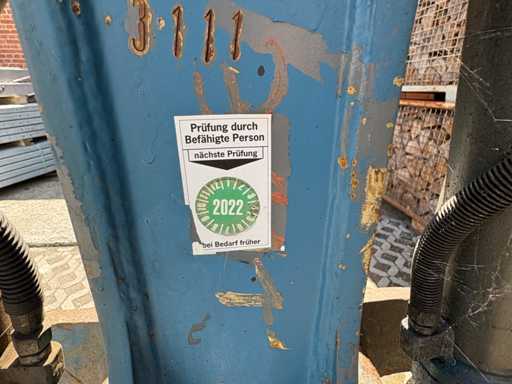 3111
Prüfung durch
Befähigte Person
nächste Prüfung
2022
bei Bedarf früher